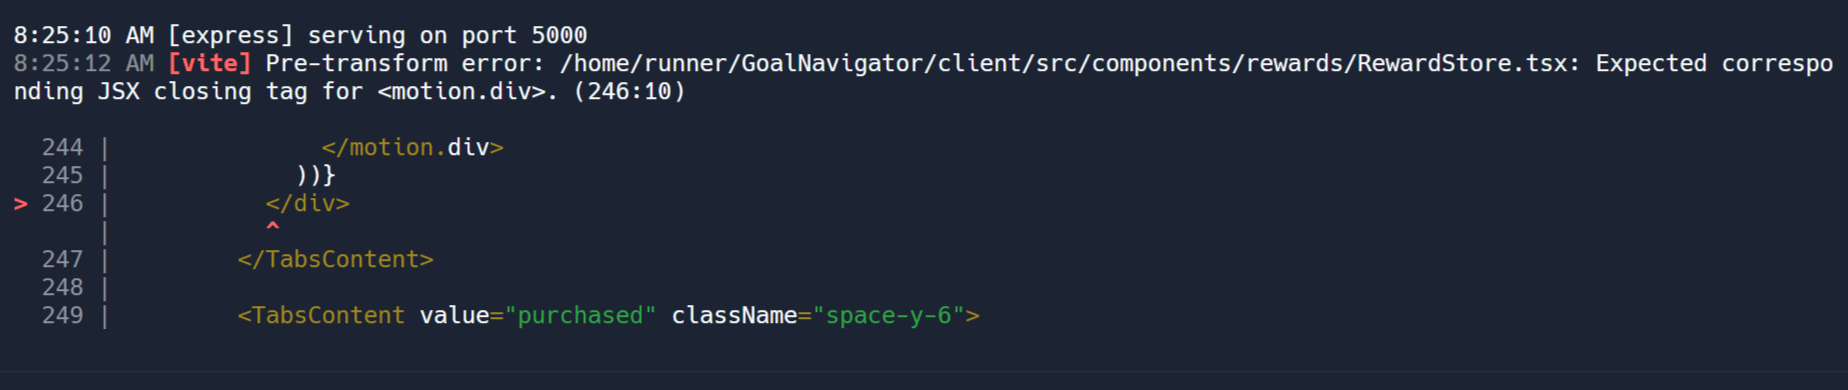 8:25:10 AM [express] serving on port 5000
8:25:12 AM [vite] Pre-transform error: /home/runner/GoalNavigator/client/src/components/rewards/RewardStore.tsx: Expected correspo
nding JSX closing tag for <motion.div>. (246:10)
  244 |               </motion.div>
  245 |             ))}
> 246 |           </div>
      |           ^
  247 |         </TabsContent>
  248 |
  249 |         <TabsContent value="purchased" className="space-y-6">